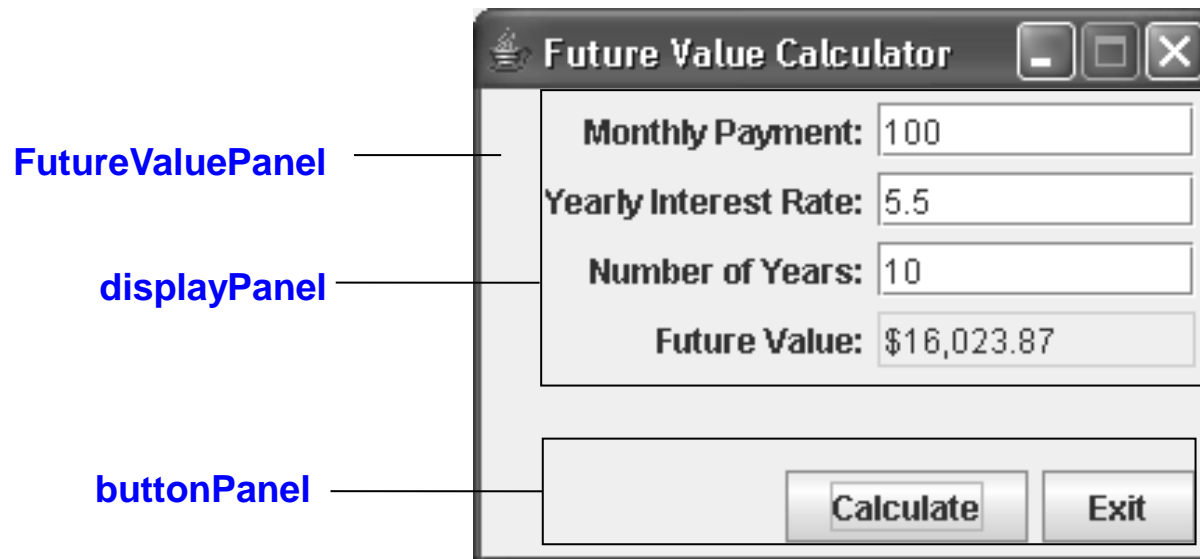 Future Value Calculator
FutureValuePanel
Monthly Payment: 100
Yearly Interest Rate: 5.5
displayPanel
Number of Years: 10
Future Value: $16,023.87
buttonPanel
Calculate Exit